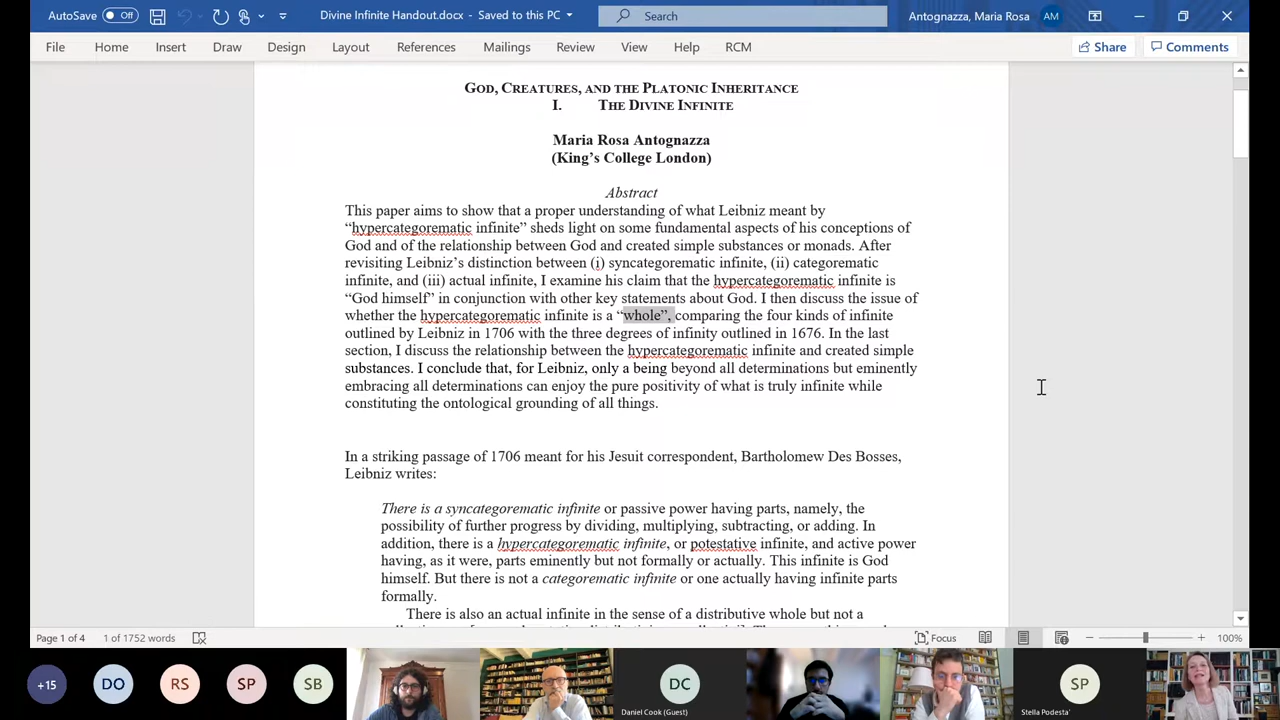 AutoSave Off
Divine Infinite Handout.docx - Saved to this PC
Search
Antognazza, Maria Rosa AM
File Home Insert Draw Design Layout References Mailings Review View Help RCM Share Comments
GOD, CREATURES, AND THE PLATONIC INHERITANCE
I. THE DIVINE INFINITE
Maria Rosa Antognazza
(King's College London)
Abstract
This paper aims to show that a proper understanding of what Leibniz meant by
“hypercategorematic infinite” sheds light on some fundamental aspects of his conceptions of
God and of the relationship between God and created simple substances or monads. After
revisiting Leibniz’s distinction between (i) syncategorematic infinite, (ii) categorematic
infinite, and (iii) actual infinite, I examine his claim that the hypercategorematic infinite is
“God himself” in conjunction with other key statements about God. I then discuss the issue of
whether the hypercategorematic infinite is a “whole”, comparing the four kinds of infinite
outlined by Leibniz in 1706 with the three degrees of infinity outlined in 1676. In the last
section, I discuss the relationship between the hypercategorematic infinite and created simple
substances. I conclude that, for Leibniz, only a being beyond all determinations but eminently
embracing all determinations can enjoy the pure positivity of what is truly infinite while
constituting the ontological grounding of all things.
In a striking passage of 1706 meant for his Jesuit correspondent, Bartholomew Des Bosses,
Leibniz writes:
There is a syncategorematic infinite or passive power having parts, namely, the
possibility of further progress by dividing, multiplying, subtracting, or adding. In
addition, there is a hypercategorematic infinite, or potestative infinite, and active power
having, as it were, parts eminently but not formally or actually. This infinite is God
himself. But there is not a categorematic infinite or one actually having infinite parts
formally.
There is also an actual infinite in the sense of a distributive whole but not a
Page 1 of 4 1 of 1752 words Focus 100%
+15 DO RS SP SB DC SP
Daniel Cook (Guest) Stella Podesta'